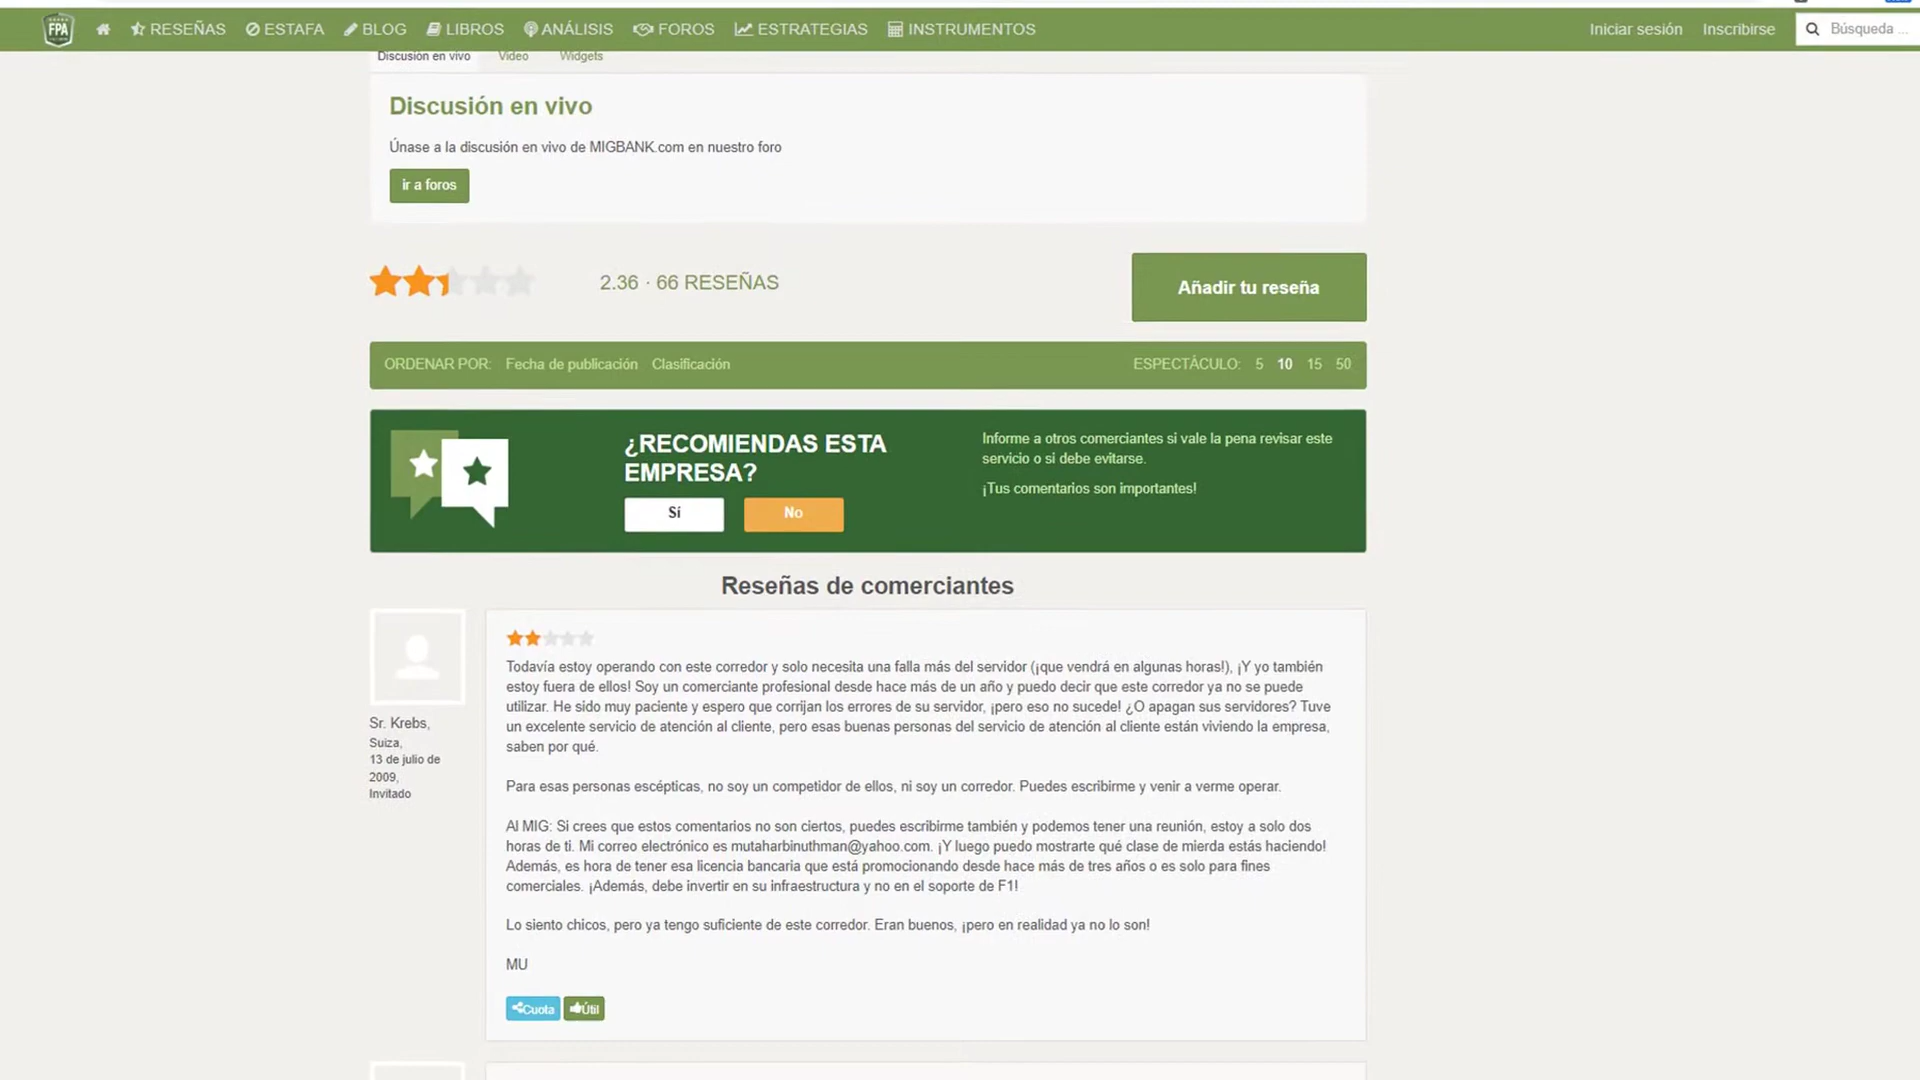 FPA
RESEÑAS ESTAFA BLOG LIBROS ANÁLISIS FOROS ESTRATEGIAS INSTRUMENTOS Iniciar sesión Inscribirse Búsqueda ...
Discusión en vivo Video Widgets
Discusión en vivo
Únase a la discusión en vivo de MIGBANK.com en nuestro foro
ir a foros
2.36 · 66 RESEÑAS
Añadir tu reseña
ORDENAR POR: Fecha de publicación Clasificación ESPECTÁCULO: 5 10 15 50
¿RECOMIENDAS ESTA
EMPRESA?
Sí No
Informe a otros comerciantes si vale la pena revisar este
servicio o si debe evitarse.
¡Tus comentarios son importantes!
Reseñas de comerciantes
Sr. Krebs,
Suiza,
13 de julio de
2009,
Invitado
Todavía estoy operando con este corredor y solo necesita una falla más del servidor (¡que vendrá en algunas horas!), ¡Y yo también
estoy fuera de ellos! Soy un comerciante profesional desde hace más de un año y puedo decir que este corredor ya no se puede
utilizar. He sido muy paciente y espero que corrijan los errores de su servidor, ¡pero eso no sucede! ¿O apagan sus servidores? Tuve
un excelente servicio de atención al cliente, pero esas buenas personas del servicio de atención al cliente están viviendo la empresa,
saben por qué.
Para esas personas escépticas, no soy un competidor de ellos, ni soy un corredor. Puedes escribirme y venir a verme operar.
Al MIG: Si crees que estos comentarios no son ciertos, puedes escribirme también y podemos tener una reunión, estoy a solo dos
horas de ti. Mi correo electrónico es mutaharbinuthman@yahoo.com. ¡Y luego puedo mostrarte qué clase de mierda estás haciendo!
Además, es hora de tener esa licencia bancaria que está promocionando desde hace más de tres años o es solo para fines
comerciales. ¡Además, debe invertir en su infraestructura y no en el soporte de F1!
Lo siento chicos, pero ya tengo suficiente de este corredor. Eran buenos, ¡pero en realidad ya no lo son!
MU
Cuota Útil